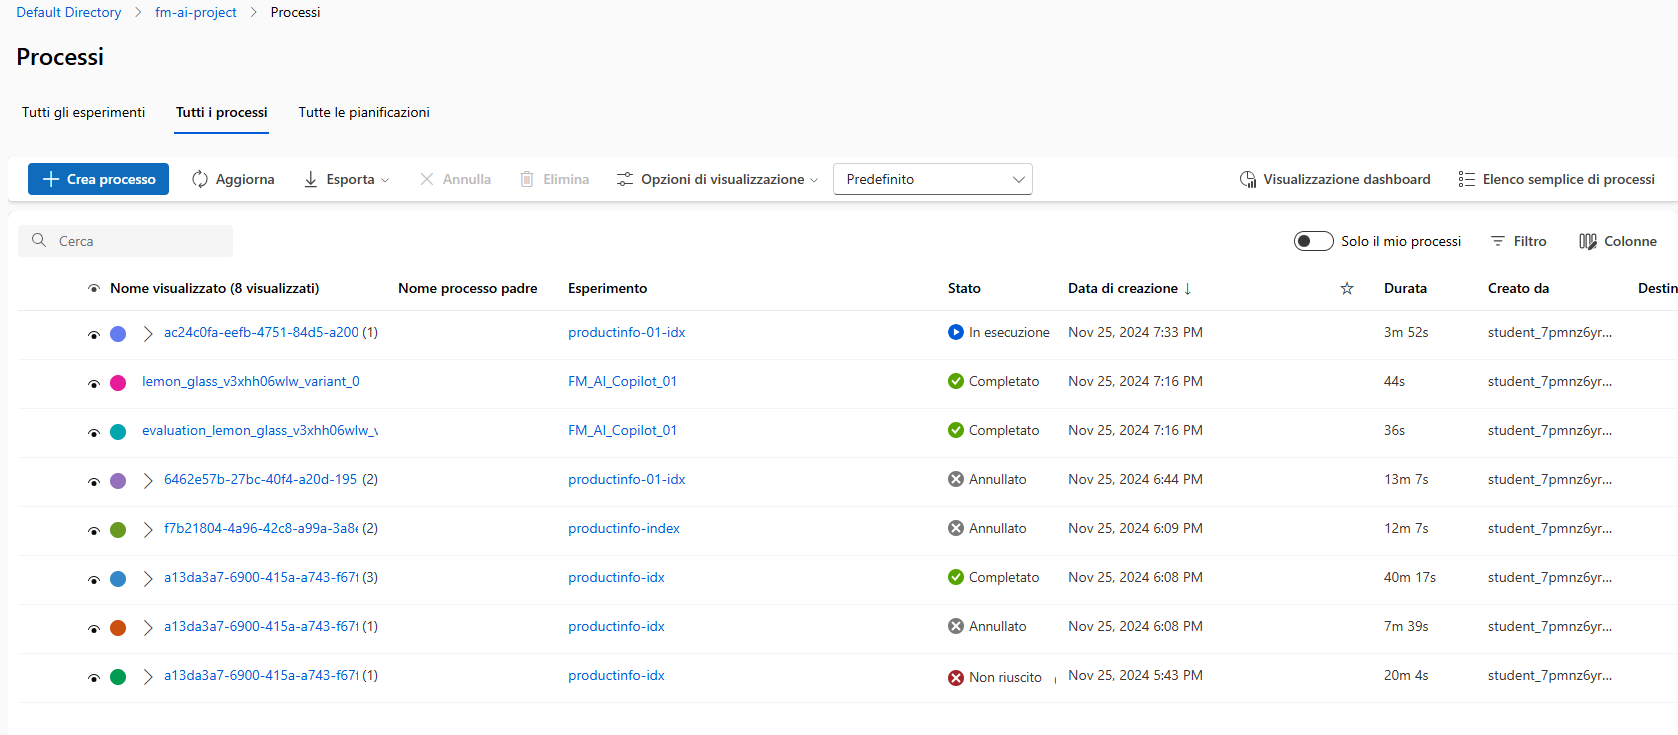 Default Directory > fm-ai-project > Processi
Processi
Tutti gli esperimenti Tutti i processi Tutte le pianificazioni
Crea processo Aggiorna Esporta Annulla Elimina Opzioni di visualizzazione Predefinito Visualizzazione dashboard Elenco semplice di processi
Cerca Solo il mio processi Filtro Colonne
Nome visualizzato (8 visualizzati) Nome processo padre Esperimento Stato Data di creazione ↓ Durata Creato da Destin
ac24c0fa-eefb-4751-84d5-a200 (1) productinfo-01-idx In esecuzione Nov 25, 2024 7:33 PM 3m 52s student_7pmnz6yr...
lemon_glass_v3xhh06wlw_variant_0 FM_AI_Copilot_01 Completato Nov 25, 2024 7:16 PM 44s student_7pmnz6yr...
evaluation_lemon_glass_v3xhh06wlw_v FM_AI_Copilot_01 Completato Nov 25, 2024 7:16 PM 36s student_7pmnz6yr...
6462e57b-27bc-40f4-a20d-195 (2) productinfo-01-idx Annullato Nov 25, 2024 6:44 PM 13m 7s student_7pmnz6yr...
f7b21804-4a96-42c8-a99a-3a8e (2) productinfo-index Annullato Nov 25, 2024 6:09 PM 12m 7s student_7pmnz6yr...
a13da3a7-6900-415a-a743-f67f (3) productinfo-idx Completato Nov 25, 2024 6:08 PM 40m 17s student_7pmnz6yr...
a13da3a7-6900-415a-a743-f67f (1) productinfo-idx Annullato Nov 25, 2024 6:08 PM 7m 39s student_7pmnz6yr...
a13da3a7-6900-415a-a743-f67f (1) productinfo-idx Non riuscito Nov 25, 2024 5:43 PM 20m 4s student_7pmnz6yr...